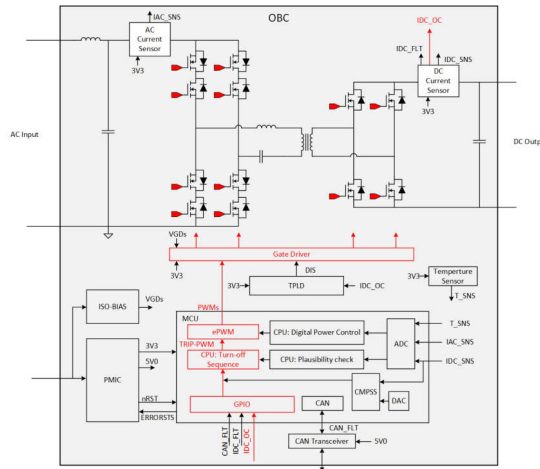 OBC
IAC_SNS
AC
Current
Sensor
3V3
IDC_OC
IDC_FLT
IDC_SNS
DC
Current
Sensor
3V3
AC Input
DC Outp
VGDs
Gate Driver
3V3
DIS
3V3
TPLD
IDC_OC
3V3
Temperture
Sensor
T_SNS
PWMs
ISO-BIAS
VGDs
MCU
ePWM
CPU: Digital Power Control
TRIP-PWM
CPU: Turn-off
Sequence
CPU: Plausibility check
ADC
T_SNS
IAC_SNS
IDC_SNS
PMIC
3V3
5V0
nRST
ERRORSTS
GPIO
CAN
CMPSS
DAC
CAN_FLT
IDC_FLT
IDC_OC
CAN_FLT
CAN Transceiver
5V0